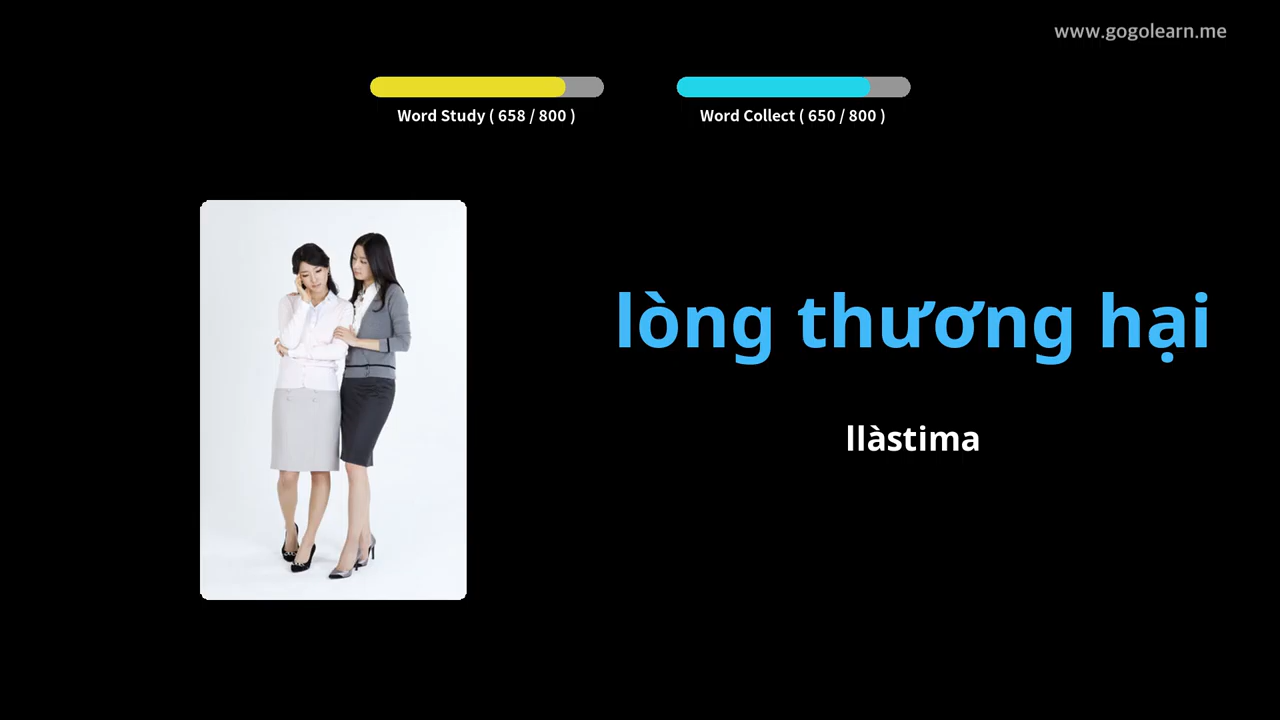 www.gogolearn.me
Word Study ( 658 / 800 )
Word Collect ( 650 / 800 )
lòng thương hại
llàstima